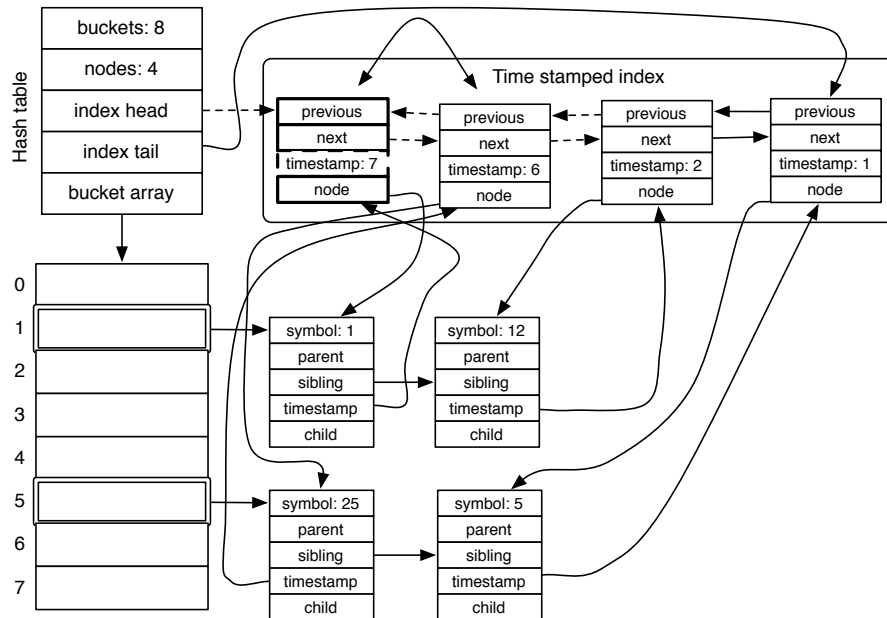 Hash table
buckets: 8
nodes: 4
index head
index tail
bucket array
Time stamped index
previous
next
timestamp: 7
node
previous
next
timestamp: 6
node
previous
next
timestamp: 2
node
previous
next
timestamp: 1
node
0
1
2
3
4
5
6
7
symbol: 1
parent
sibling
timestamp
child
symbol: 12
parent
sibling
timestamp
child
symbol: 25
parent
sibling
timestamp
child
symbol: 5
parent
sibling
timestamp
child